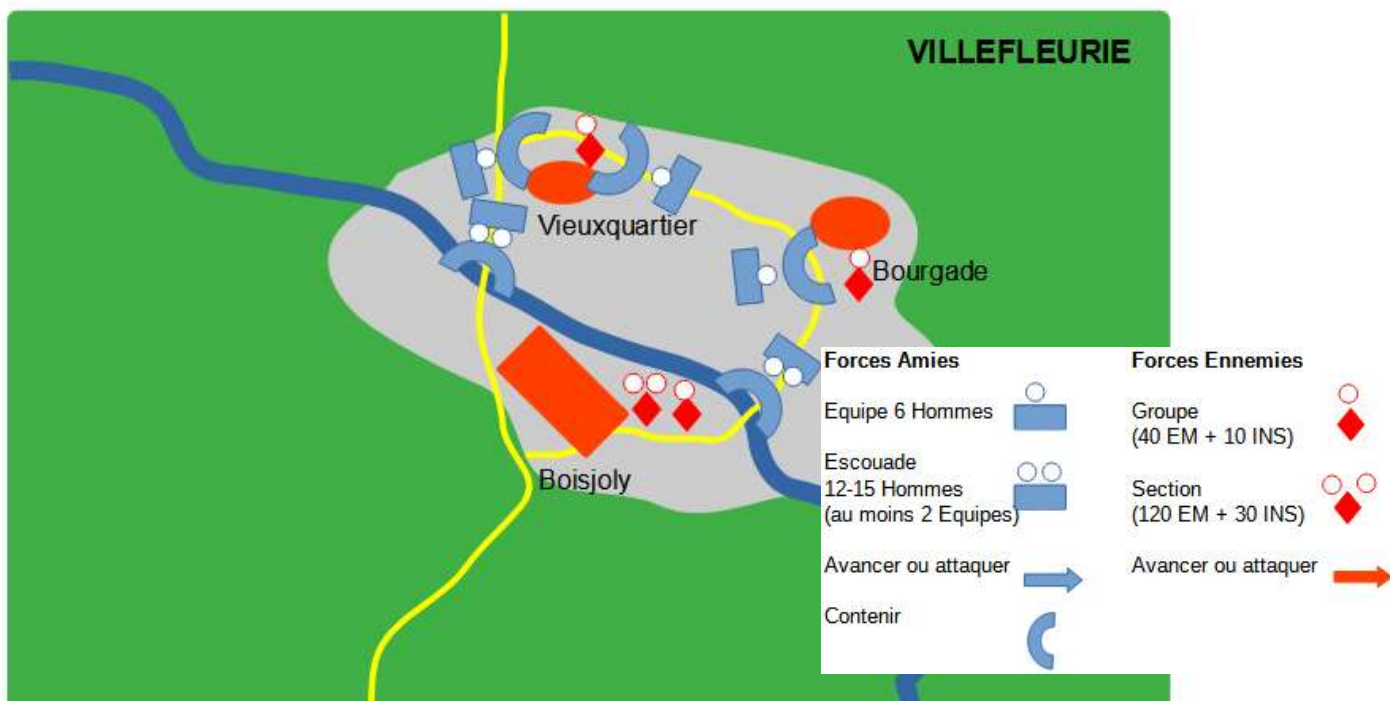 VILLEFLEURIE
Vieuxquartier
Bourgade
Boisjoly
Forces Amies
Equipe 6 Hommes
Escouade
12-15 Hommes
(au moins 2 Equipes)
Avancer ou attaquer
Contenir
Forces Ennemies
Groupe
(40 EM + 10 INS)
Section
(120 EM + 30 INS)
Avancer ou attaquer